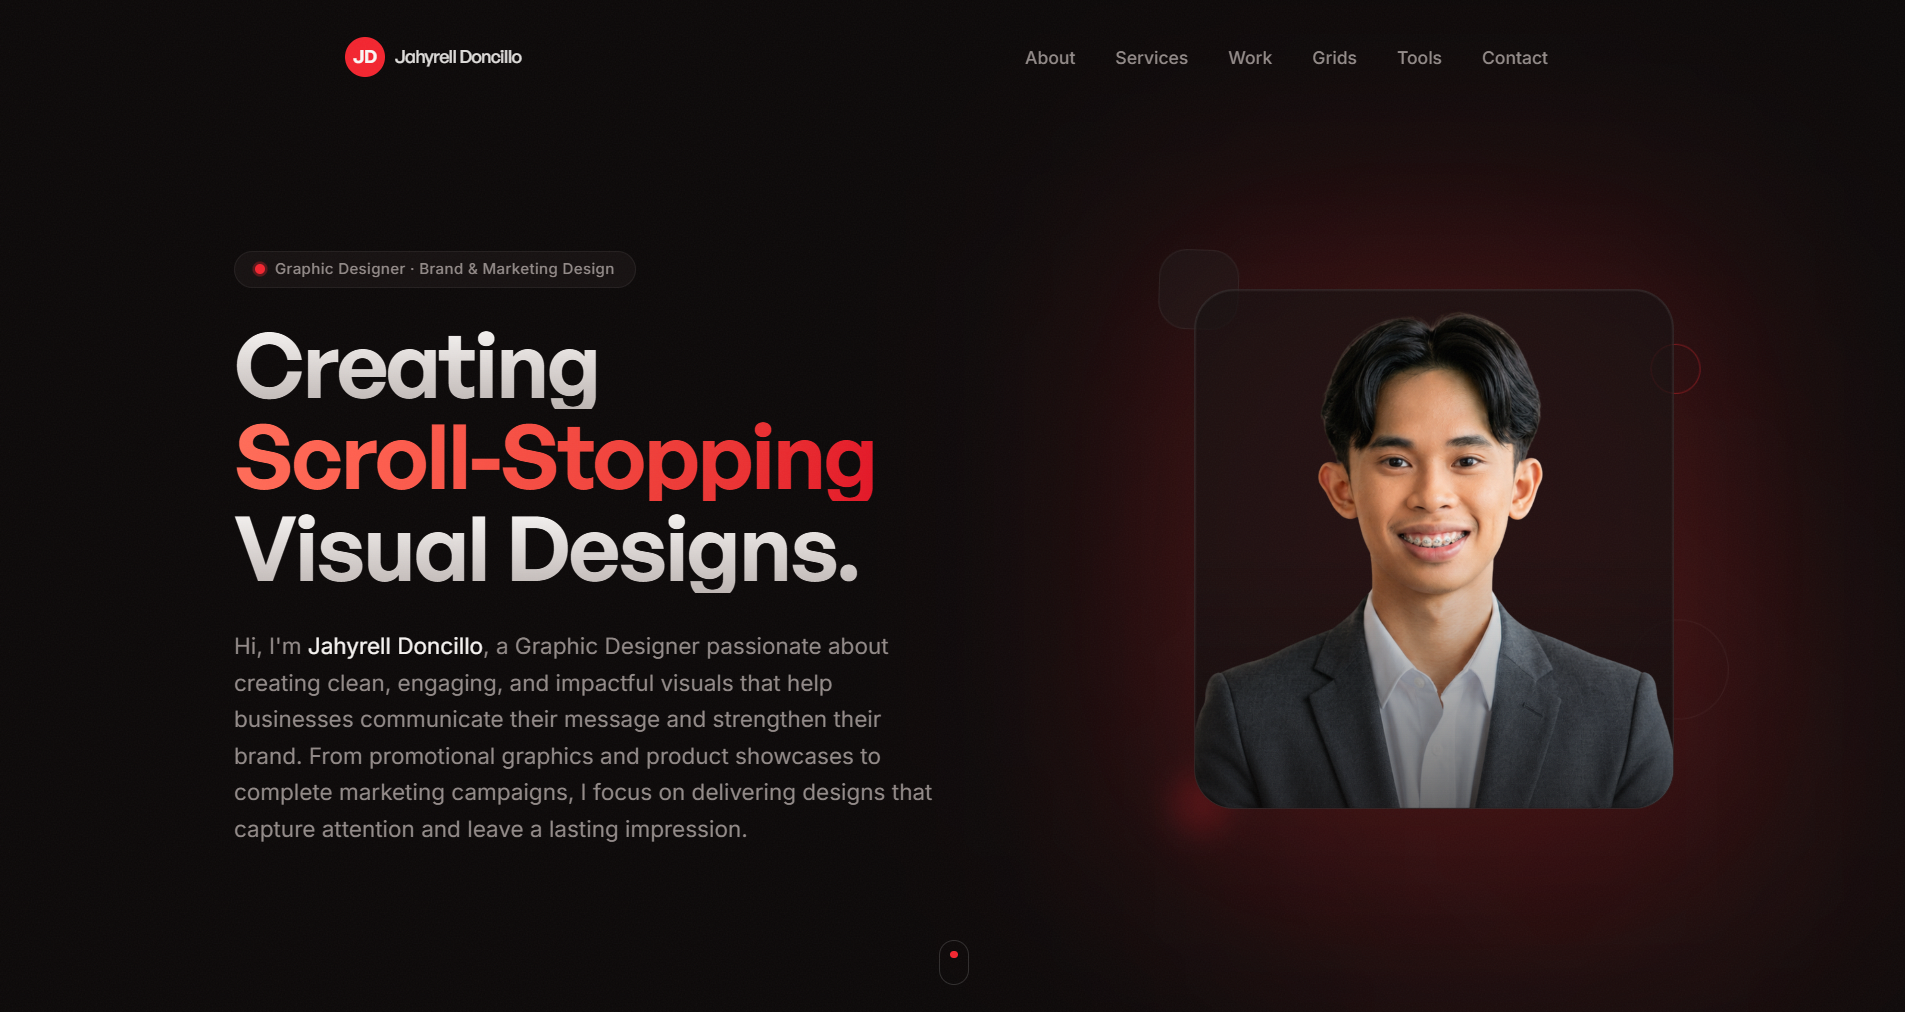 JD Jahyrell Doncillo
About Services Work Grids Tools Contact
Graphic Designer · Brand & Marketing Design
Creating
Scroll-Stopping
Visual Designs.
Hi, I'm Jahyrell Doncillo, a Graphic Designer passionate about
creating clean, engaging, and impactful visuals that help
businesses communicate their message and strengthen their
brand. From promotional graphics and product showcases to
complete marketing campaigns, I focus on delivering designs that
capture attention and leave a lasting impression.